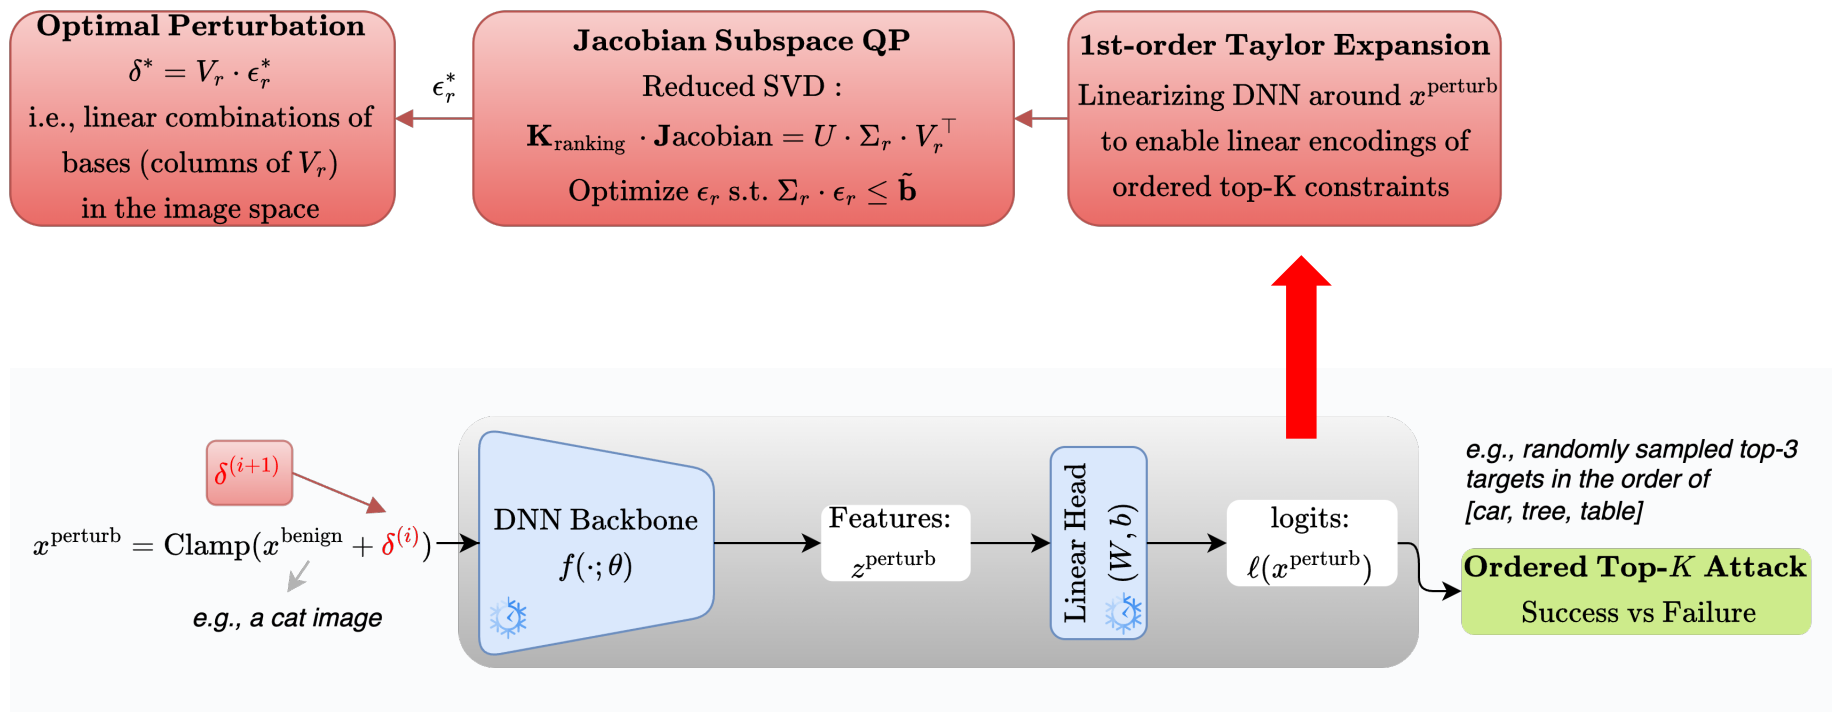 Optimal Perturbation
δ* = V_r · ϵ_r*
i.e., linear combinations of
bases (columns of V_r)
in the image space
ϵ_r*
Jacobian Subspace QP
Reduced SVD :
K_ranking · Jacobian = U · Σ_r · V_r^⊤
Optimize ϵ_r s.t. Σ_r · ϵ_r ≤ b̃
1st-order Taylor Expansion
Linearizing DNN around x^perturb
to enable linear encodings of
ordered top-K constraints
δ^(i+1)
x^perturb = Clamp(x^benign + δ^(i))
e.g., a cat image
DNN Backbone
f(·; θ)
Features:
z^perturb
Linear Head
(W, b)
logits:
ℓ(x^perturb)
e.g., randomly sampled top-3
targets in the order of
[car, tree, table]
Ordered Top-K Attack
Success vs Failure